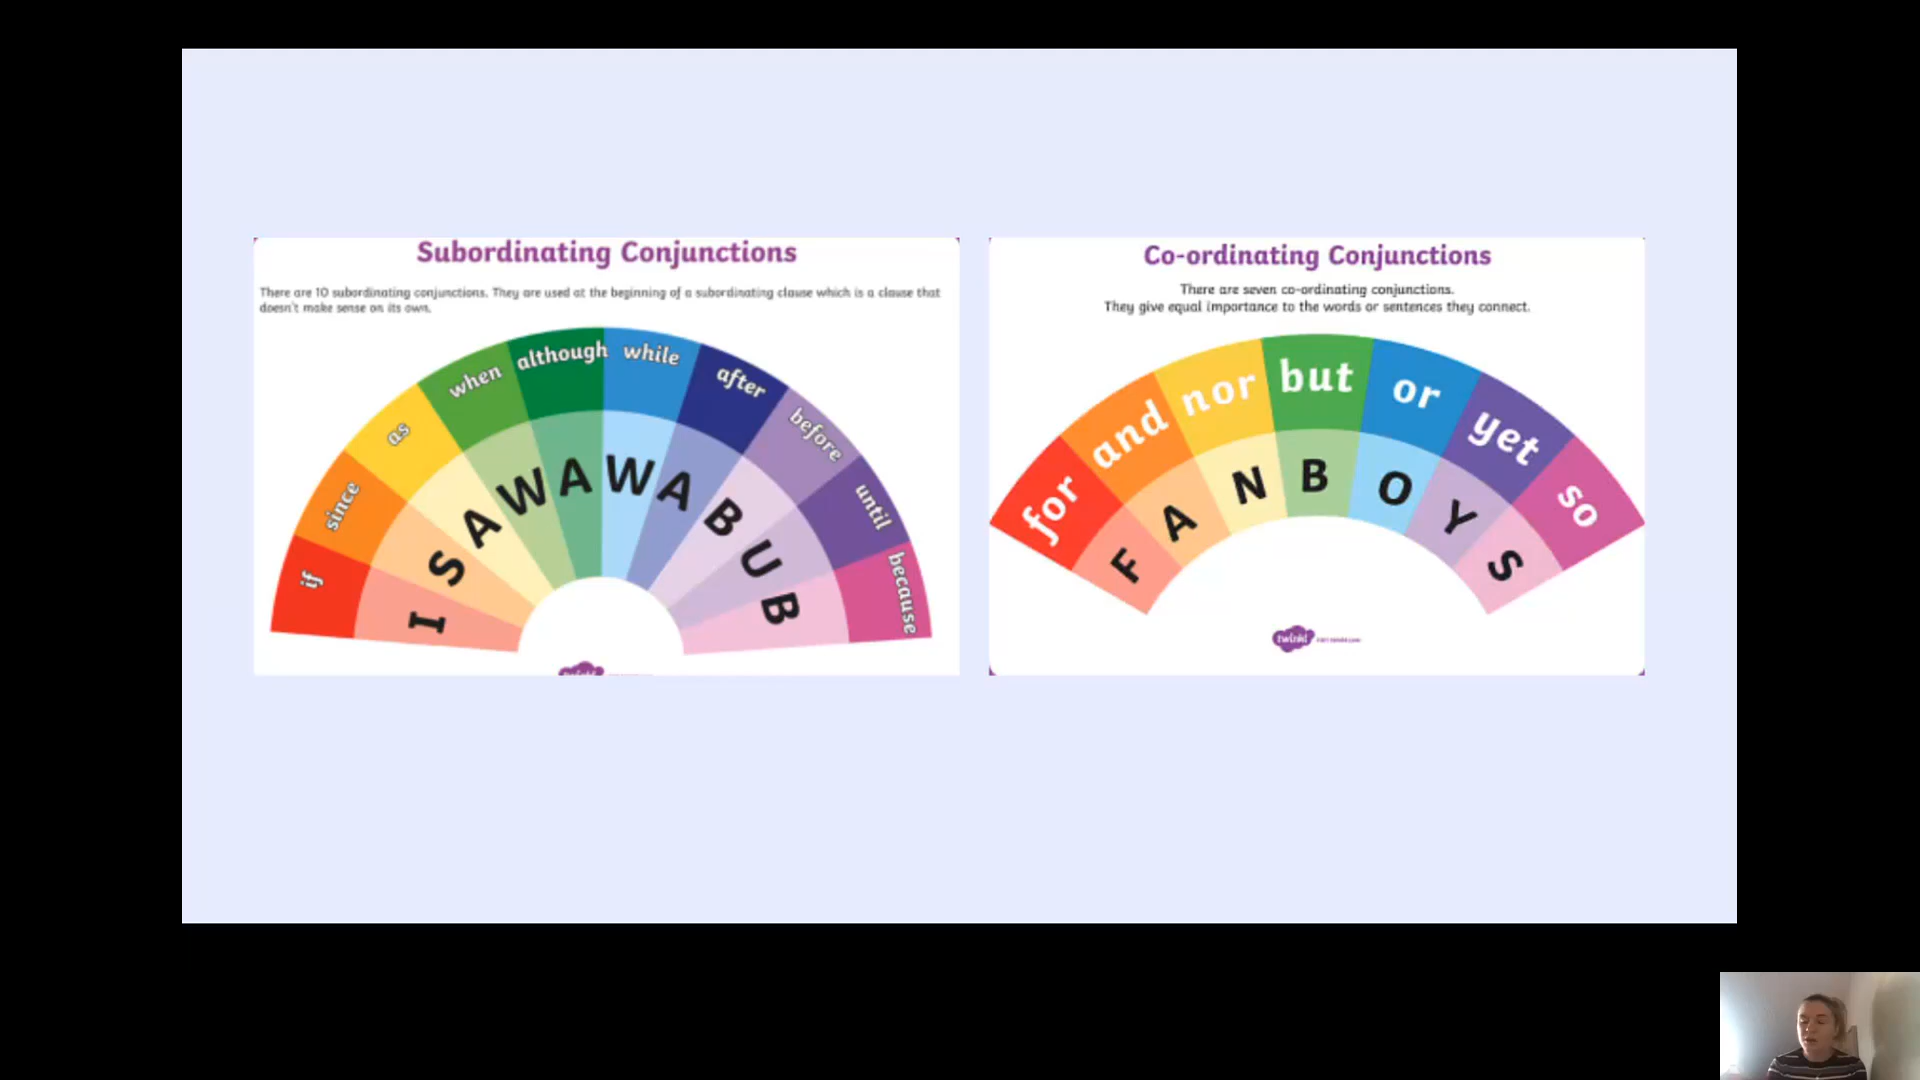 Subordinating Conjunctions
There are 10 subordinating conjunctions. They are used at the beginning of a subordinating clause which is a clause that
doesn't make sense on its own.
if
since
as
when
although
while
after
before
until
because
I
S
A
W
A
W
A
B
U
B
Co-ordinating Conjunctions
There are seven co-ordinating conjunctions.
They give equal importance to the words or sentences they connect.
for
and
nor
but
or
yet
so
F
A
N
B
O
Y
S
twinkl